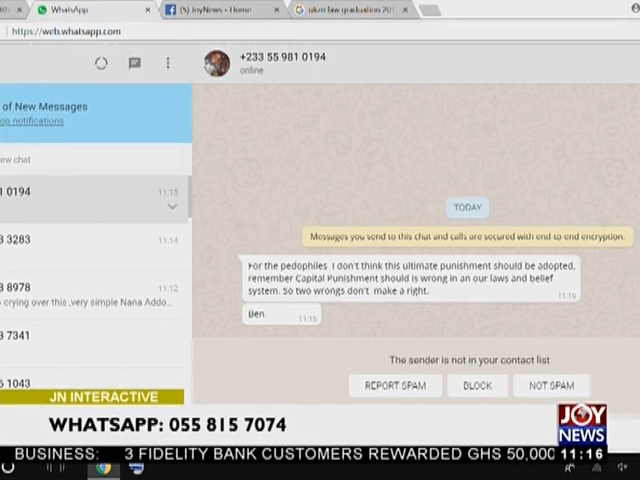 WhatsApp
(5) JoyNews - Home
ukzn law graduation 201
https://web.whatsapp.com
+233 55 981 0194
online
of New Messages
op notifications
ew chat
1 0194
11:15
3 3283
11:14
3 8978
11:12
crying over this ,very simple Nana Addo...
3 7341
5 1043
TODAY
Messages you send to this chat and calls are secured with end to end encryption.
For the pedophiles I don't think this ultimate punishment should be adopted,
remember Capital Punishment should is wrong in an our laws and belief
system. So two wrongs don't make a right.
11:15
Ben
11:15
The sender is not in your contact list
REPORT SPAM
BLOCK
NOT SPAM
JN INTERACTIVE
WHATSAPP: 055 815 7074
JOY
NEWS
BUSINESS: 3 FIDELITY BANK CUSTOMERS REWARDED GHS 50,000
11:16